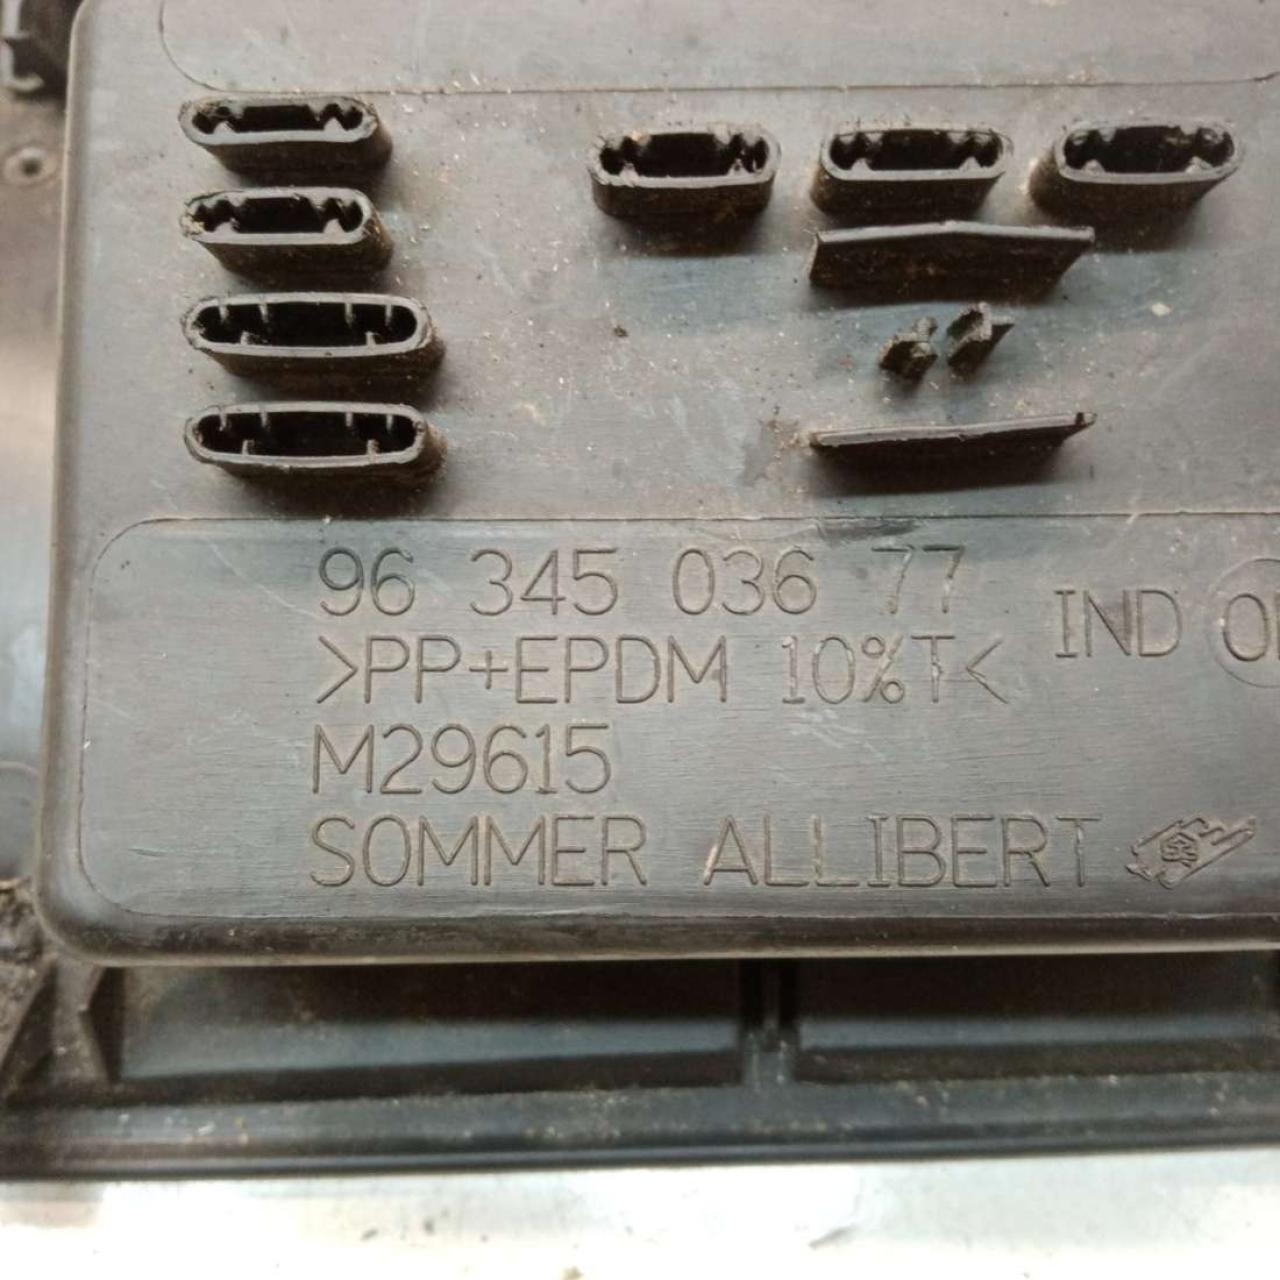 96 345 036 77
>PP+EPDM 10%T<
IND
M29615
SOMMER ALLIBERT